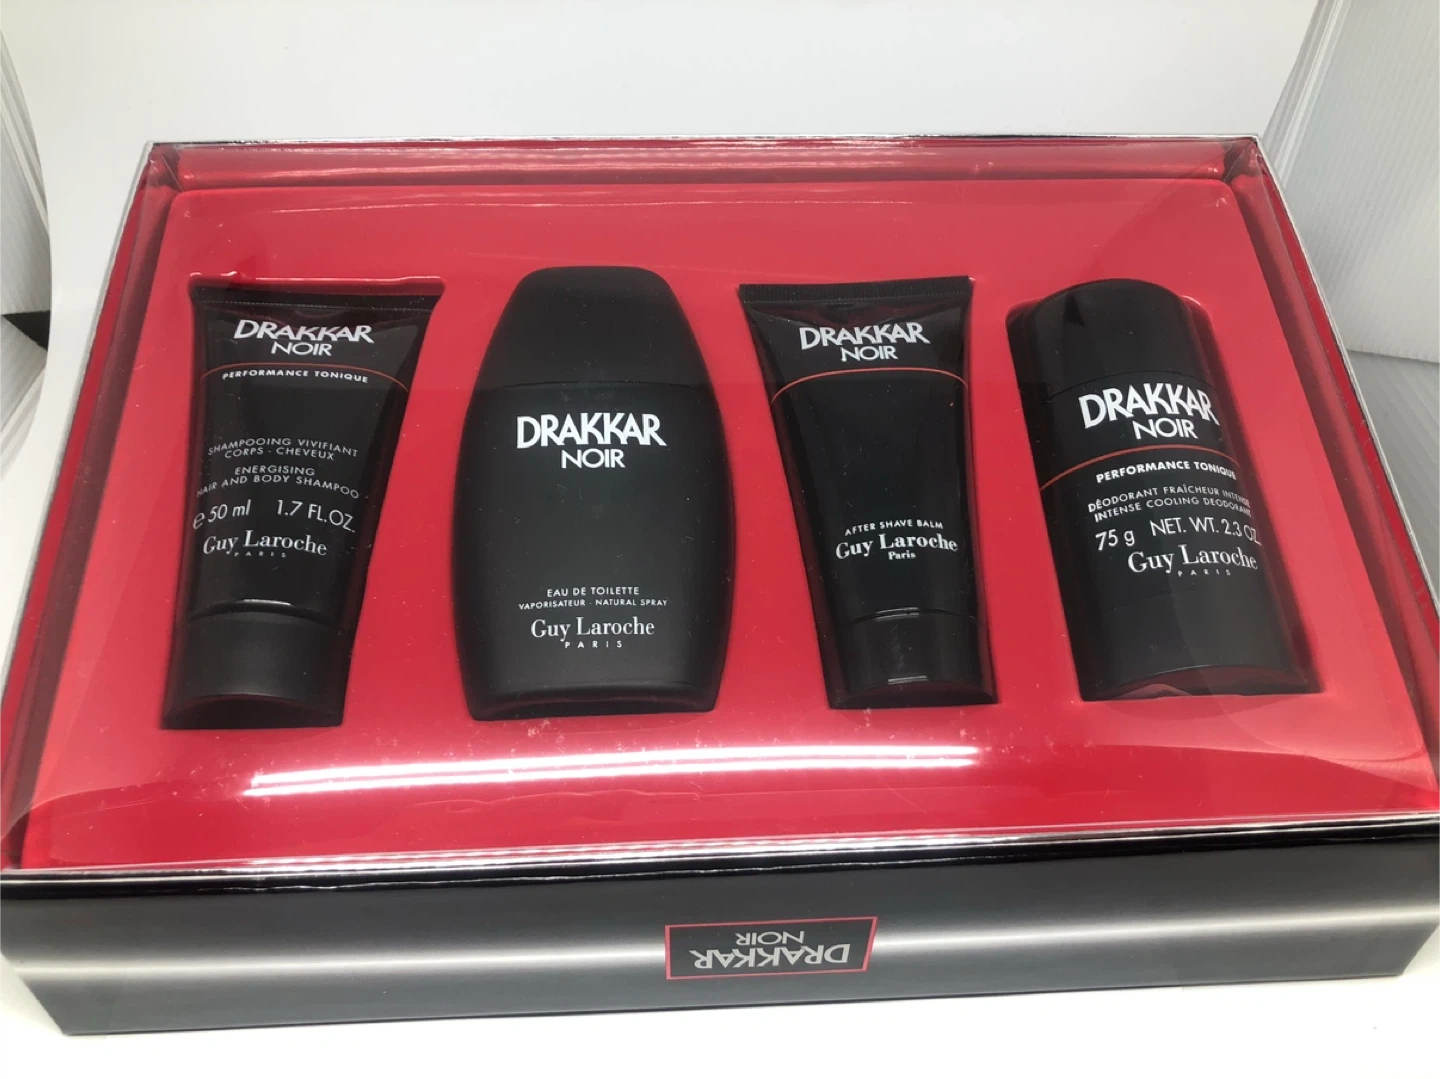 DRAKKAR
NOIR
PERFORMANCE TONIQUE
SHAMPOOING VIVIFIANT
CORPS - CHEVEUX
ENERGISING
HAIR AND BODY SHAMPOO
e 50 ml 1.7 FL.OZ.
Guy Laroche
PARIS
DRAKKAR
NOIR
EAU DE TOILETTE
VAPORISATEUR - NATURAL SPRAY
Guy Laroche
PARIS
DRAKKAR
NOIR
AFTER SHAVE BALM
Guy Laroche
Paris
DRAKKAR
NOIR
PERFORMANCE TONIQUE
DÉODORANT FRAÎCHEUR INTENSE
INTENSE COOLING DEODORANT
75 g NET. WT. 2.3 OZ.
Guy Laroche
PARIS
DRAKKAR
NOIR